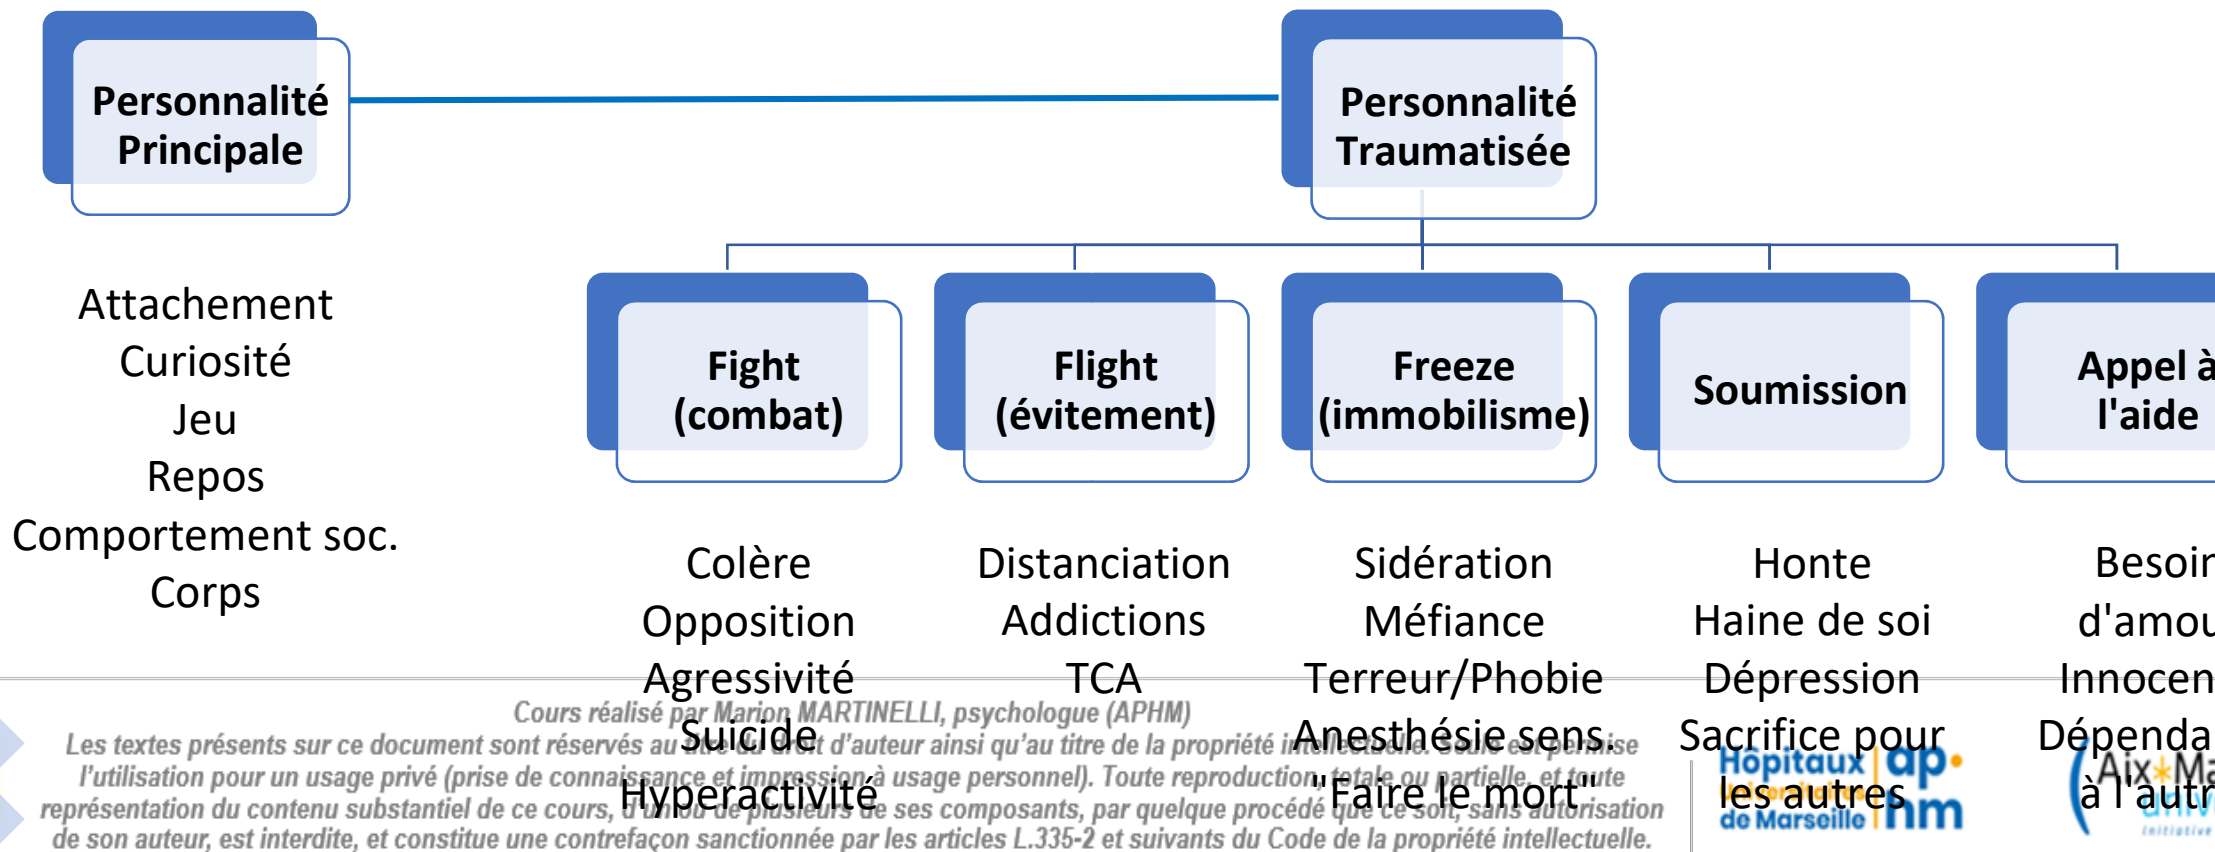 Personnalité
Principale
Personnalité
Traumatisée
Attachement
Curiosité
Jeu
Repos
Comportement soc.
Corps
Fight
(combat)
Flight
(évitement)
Freeze
(immobilisme)
Soumission
Appel à
l'aide
Colère
Opposition
Agressivité
Suicide
Hyperactivité
Distanciation
Addictions
TCA
Sidération
Méfiance
Terreur/Phobie
Anesthésie sens.
"Faire le mort"
Honte
Haine de soi
Dépression
Sacrifice pour
les autres
Besoin
d'amou
Innocen
Dépenda
à l'autr
Cours réalisé par Marion MARTINELLI, psychologue (APHM)
Les textes présents sur ce document sont réservés au titre du droit d'auteur ainsi qu'au titre de la propriété intellectuelle. Seule est permise
l'utilisation pour un usage privé (prise de connaissance et impression à usage personnel). Toute reproduction, totale ou partielle, et toute
représentation du contenu substantiel de ce cours, d'un ou de plusieurs de ses composants, par quelque procédé que ce soit, sans autorisation
de son auteur, est interdite, et constitue une contrefaçon sanctionnée par les articles L.335-2 et suivants du Code de la propriété intellectuelle.
Hôpitaux
Universitaires
de Marseille
ap.
hm
Aix*Ma
univ
Initiative